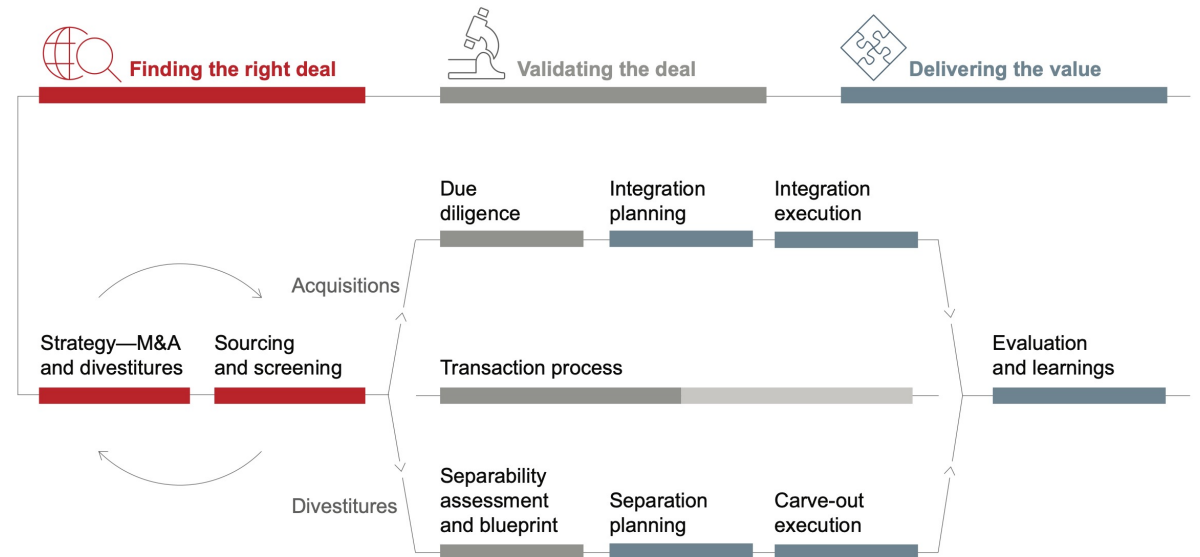 Finding the right deal
Validating the deal
Delivering the value
Due
diligence
Integration
planning
Integration
execution
Acquisitions
Strategy—M&A
and divestitures
Sourcing
and screening
Transaction process
Evaluation
and learnings
Divestitures
Separability
assessment
and blueprint
Separation
planning
Carve-out
execution